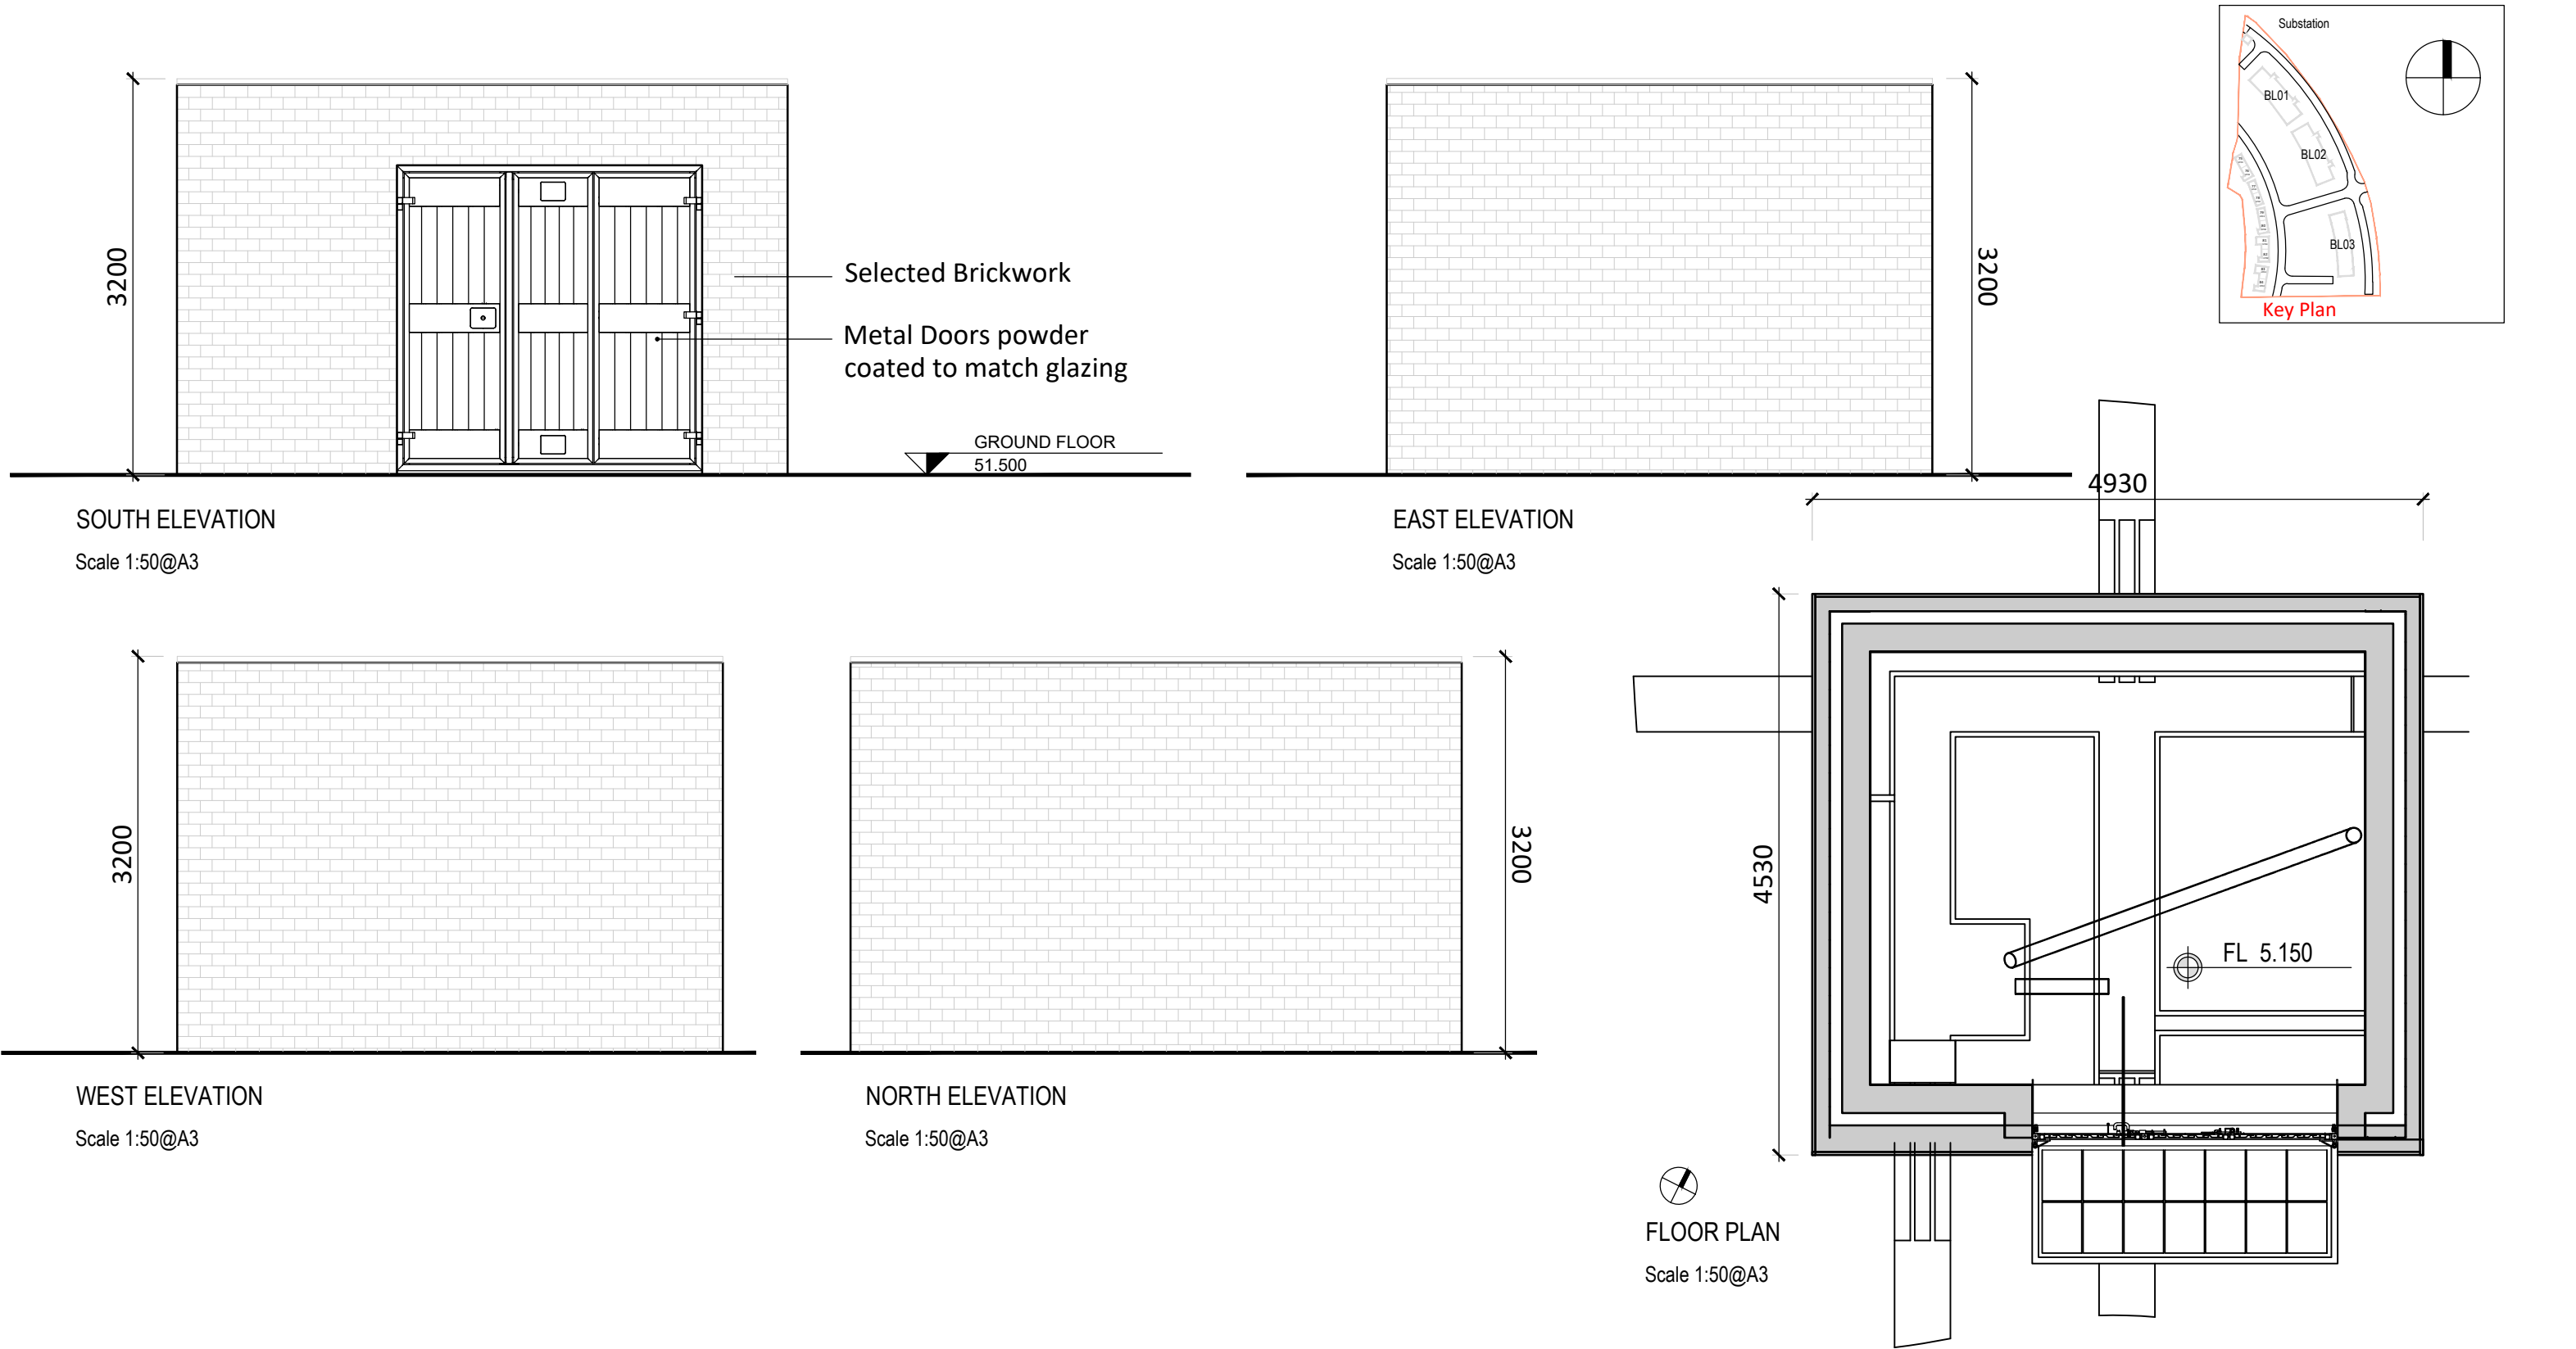 3200
Selected Brickwork
Metal Doors powder
coated to match glazing
GROUND FLOOR
51.500
SOUTH ELEVATION
Scale 1:50@A3
3200
EAST ELEVATION
Scale 1:50@A3
Substation
BL01
BL02
BL03
Key Plan
3200
WEST ELEVATION
Scale 1:50@A3
3200
NORTH ELEVATION
Scale 1:50@A3
4930
4530
FL 5.150
FLOOR PLAN
Scale 1:50@A3